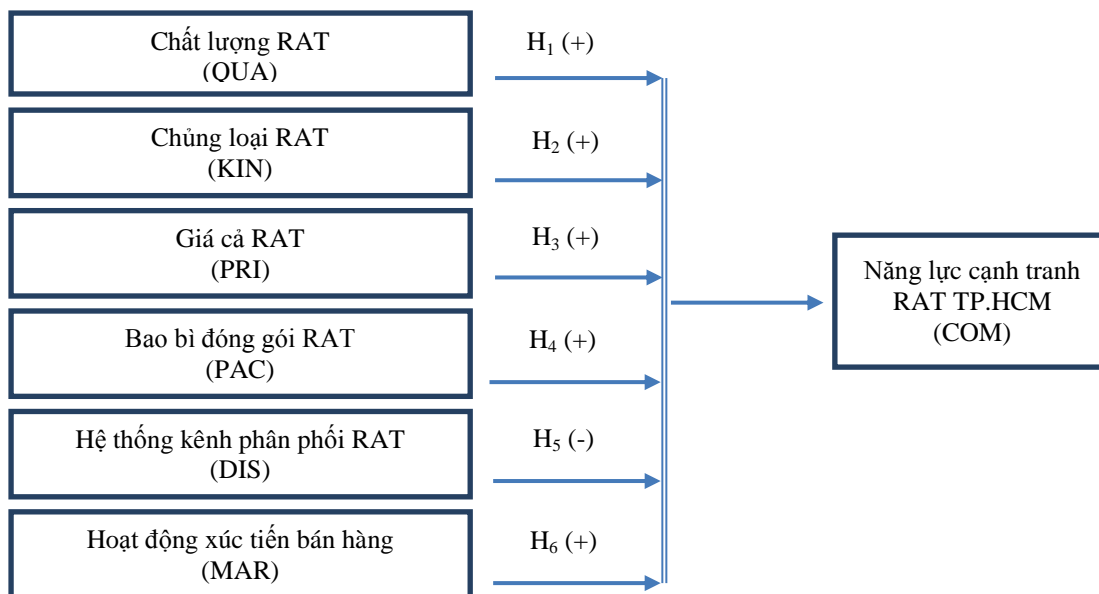 Chất lượng RAT
(QUA)
H₁ (+)
Chủng loại RAT
(KIN)
H₂ (+)
Giá cả RAT
(PRI)
H₃ (+)
Bao bì đóng gói RAT
(PAC)
H₄ (+)
Hệ thống kênh phân phối RAT
(DIS)
H₅ (-)
Hoạt động xúc tiến bán hàng
(MAR)
H₆ (+)
Năng lực cạnh tranh
RAT TP.HCM
(COM)